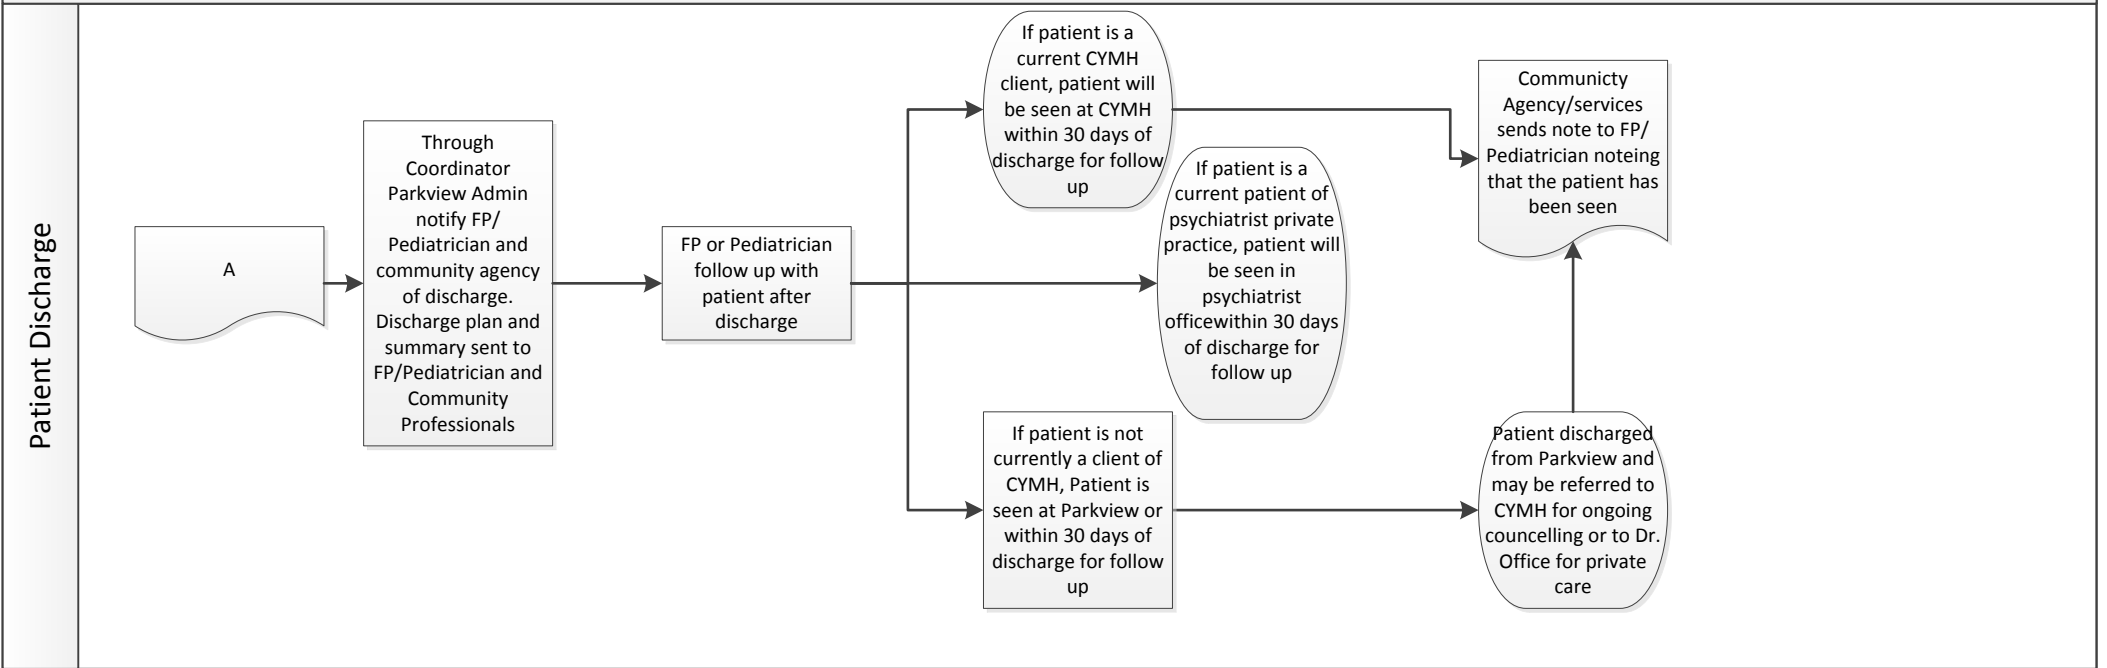 Patient Discharge
A
Through
Coordinator
Parkview Admin
notify FP/
Pediatrician and
community agency
of discharge.
Discharge plan and
summary sent to
FP/Pediatrician and
Community
Professionals
FP or Pediatrician
follow up with
patient after
discharge
If patient is a
current CYMH
client, patient will
be seen at CYMH
within 30 days of
discharge for follow
up
If patient is a
current patient of
psychiatrist private
practice, patient will
be seen in
psychiatrist
officewithin 30 days
of discharge for
follow up
If patient is not
currently a client of
CYMH, Patient is
seen at Parkview or
within 30 days of
discharge for follow
up
Communicty
Agency/services
sends note to FP/
Pediatrician noteing
that the patient has
been seen
Patient discharged
from Parkview and
may be referred to
CYMH for ongoing
councelling or to Dr.
Office for private
care